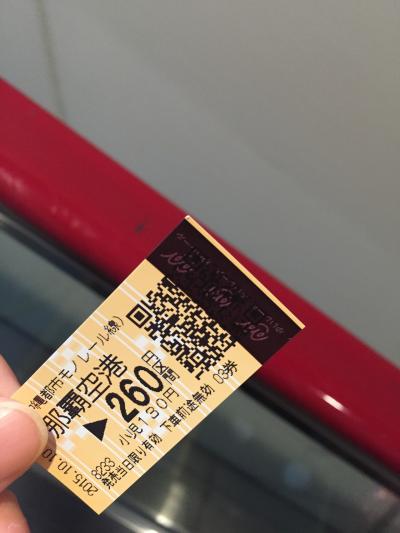 沖縄都市モノレール線)
那覇空港
▶260円区間
小児130円 03券
発売当日限り有効 下車前途無効
2015.10.10 8233